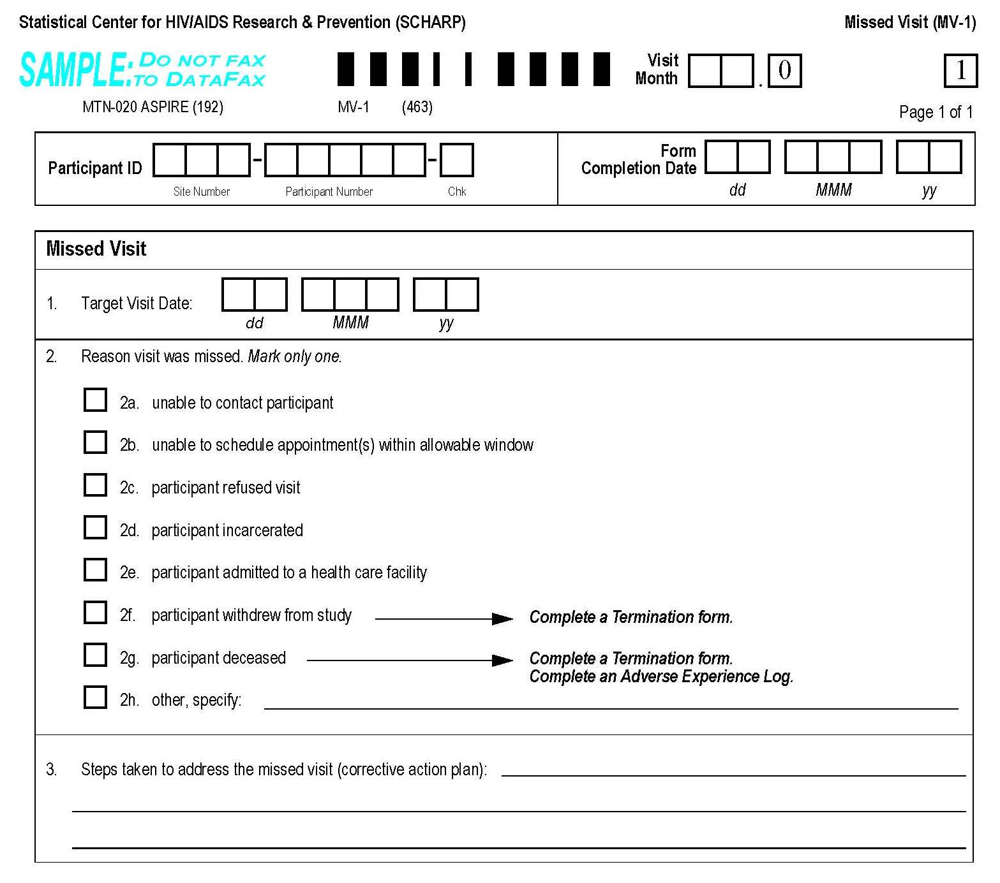 Statistical Center for HIV/AIDS Research & Prevention (SCHARP) Missed Visit (MV-1)
SAMPLE: DO NOT FAX
TO DATAFAX
Visit
Month . 0 1
MTN-020 ASPIRE (192) MV-1 (463)
Page 1 of 1
Participant ID - -
Site Number Participant Number Chk
Form
Completion Date
dd MMM yy
Missed Visit
1. Target Visit Date:
dd MMM yy
2. Reason visit was missed. Mark only one.
2a. unable to contact participant
2b. unable to schedule appointment(s) within allowable window
2c. participant refused visit
2d. participant incarcerated
2e. participant admitted to a health care facility
2f. participant withdrew from study Complete a Termination form.
2g. participant deceased Complete a Termination form.
Complete an Adverse Experience Log.
2h. other, specify:
3. Steps taken to address the missed visit (corrective action plan):